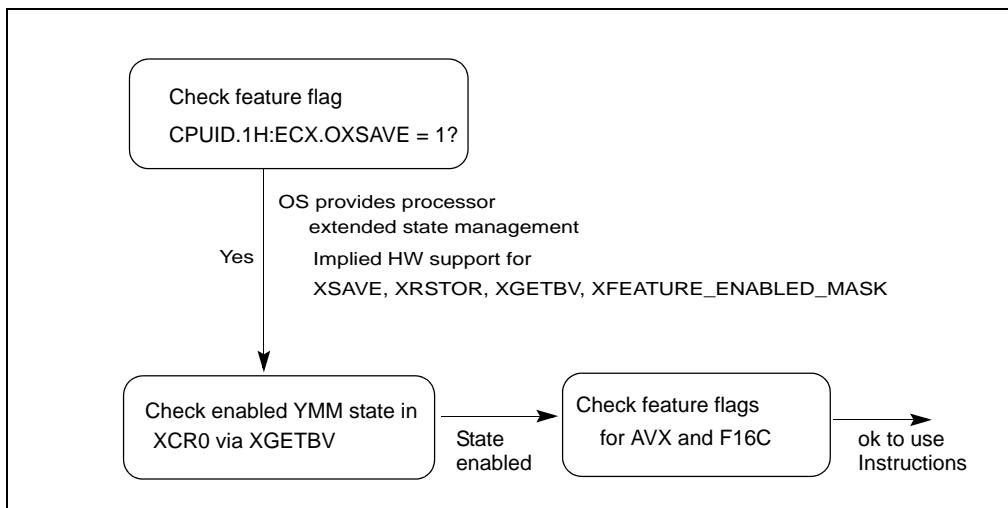 Check feature flag
CPUID.1H:ECX.OXSAVE = 1?
OS provides processor
extended state management
Yes
Implied HW support for
XSAVE, XRSTOR, XGETBV, XFEATURE_ENABLED_MASK
Check enabled YMM state in
XCR0 via XGETBV
State
enabled
Check feature flags
for AVX and F16C
ok to use
Instructions